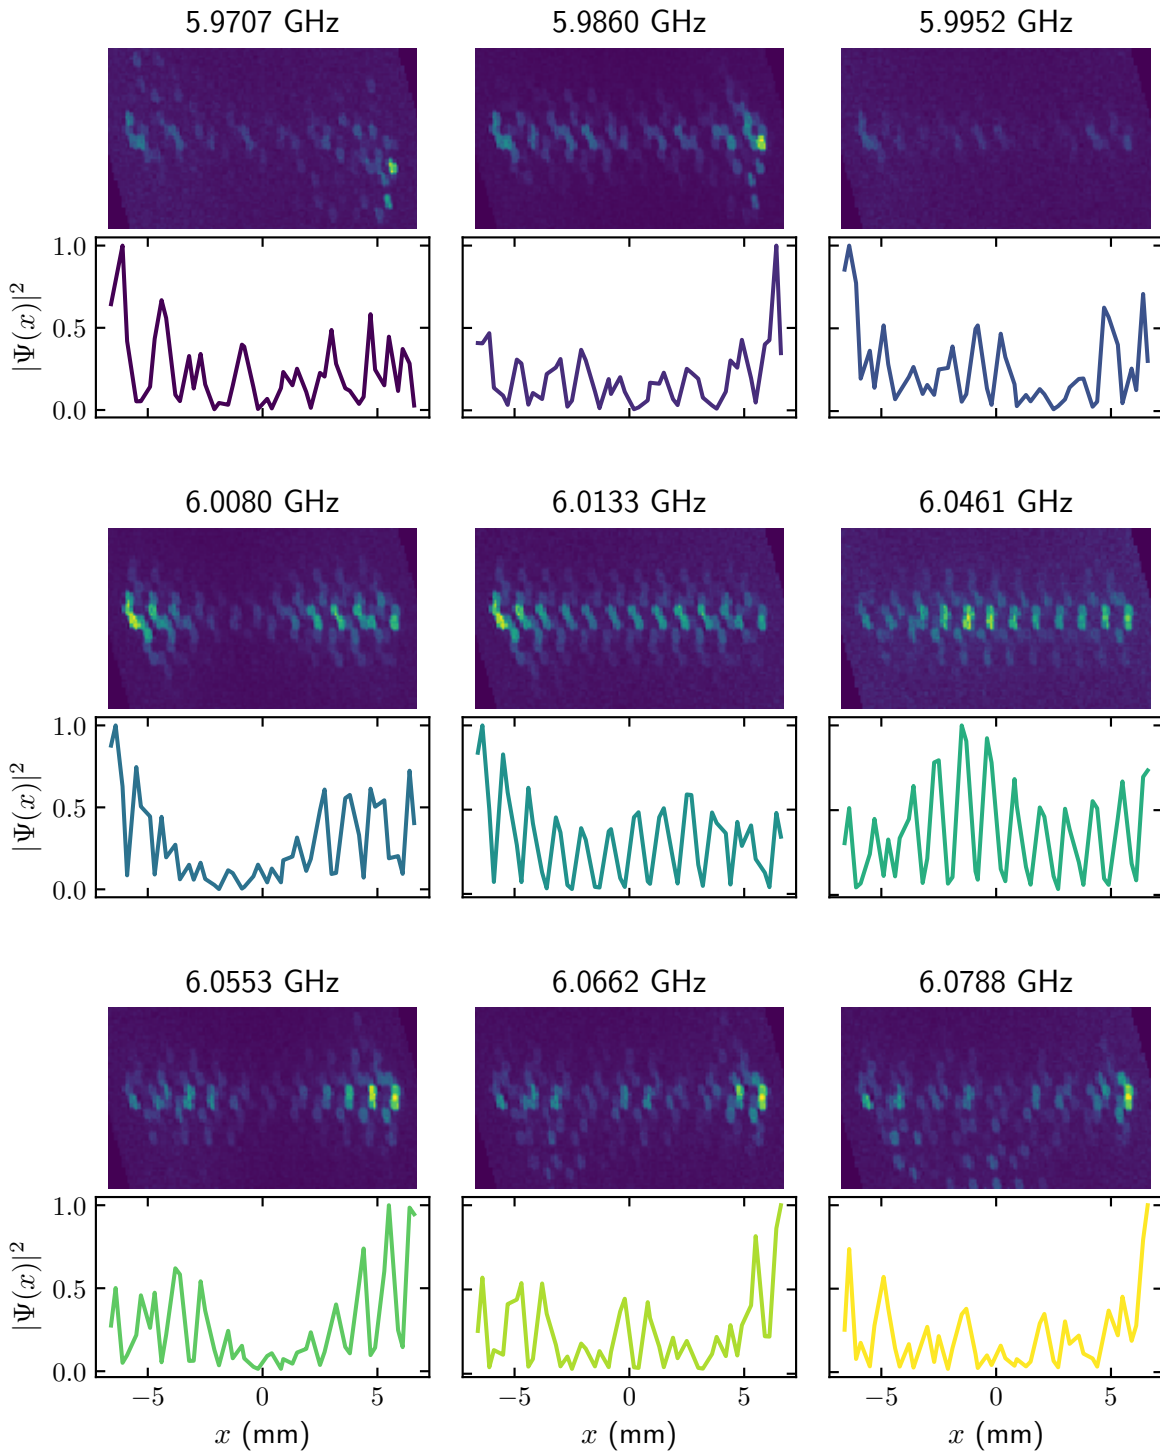 5.9707 GHz 5.9860 GHz 5.9952 GHz
1.0
0.5
0.0
|Ψ(x)|²
6.0080 GHz 6.0133 GHz 6.0461 GHz
1.0
0.5
0.0
|Ψ(x)|²
6.0553 GHz 6.0662 GHz 6.0788 GHz
1.0
0.5
0.0
|Ψ(x)|²
−5 0 5 −5 0 5 −5 0 5
x (mm) x (mm) x (mm)